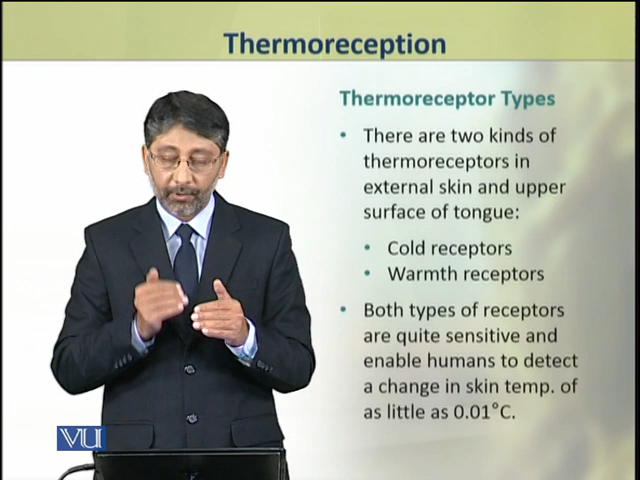 Thermoreception
Thermoreceptor Types
• There are two kinds of
thermoreceptors in
external skin and upper
surface of tongue:
• Cold receptors
• Warmth receptors
• Both types of receptors
are quite sensitive and
enable humans to detect
a change in skin temp. of
as little as 0.01°C.
VU